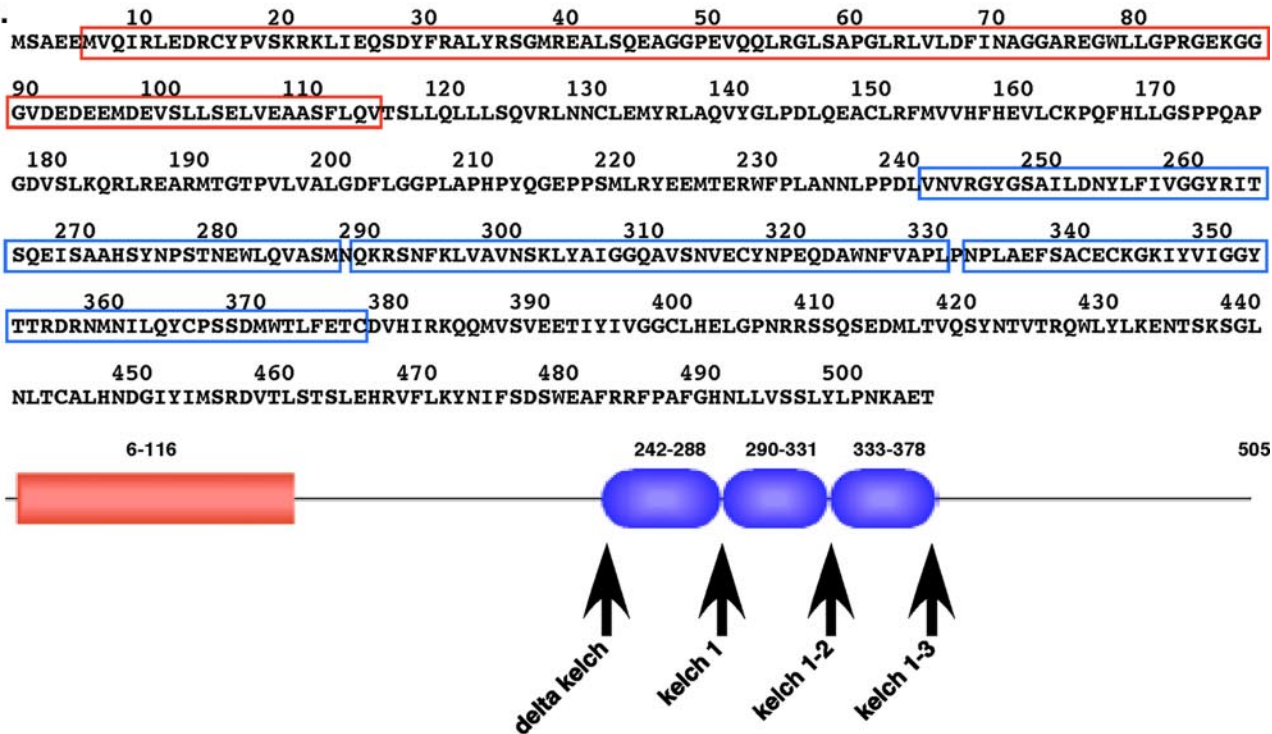 .
10 20 30 40 50 60 70 80
MSAEEMVQIRLEDRCYPVSKRKLIEQSDYFRALYRSGMREALSQEAGGPEVQQLRGLSAPGLRLVLDFINAGGAREGWLLGPRGEKGG
90 100 110 120 130 140 150 160 170
GVDEDEEMDEVSLLSELVEAASFLQVTSLLQLLLSQVRLNNCLEMYRLAQVYGLPDLQEACLRFMVVHFHEVLCKPQFHLLGSPPQAP
180 190 200 210 220 230 240 250 260
GDVSLKQRLREARMTGTPVLVALGDFLGGPLAPHPYQGEPPSMLRYEEMTERWFPLANNLPPDLVNVRGYGSAILDNYLFIVGGYRIT
270 280 290 300 310 320 330 340 350
SQEISAAHSYNPSTNEWLQVASMNQKRSNFKLVAVNSKLYAIGGQAVSNVECYNPEQDAWNFVAPLPNPLAEFSACECKGKIYVIGGY
360 370 380 390 400 410 420 430 440
TTRDRNMNILQYCPSSDMWTLFETCDVHIRKQQMVSVEETIYIVGGCLHELGPNRRSSQSEDMLTVQSYNTVTRQWLYLKENTSKSGL
450 460 470 480 490 500
NLTCALHNDGIYIMSRDVTLSTSLEHRVFLKYNIFSDSWEAFRRFPAFGHNLLVSSLYLPNKAET
6-116 242-288 290-331 333-378 505
delta kelch
kelch 1
kelch 1-2
kelch 1-3